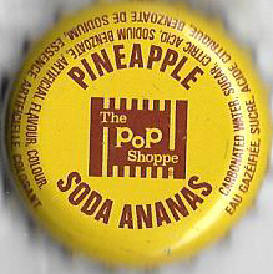 PINEAPPLE
The
PoP
Shoppe
SODA ANANAS
CARBONATED WATER, SUGAR, CITRIC ACID, SODIUM BENZOATE, ARTIFICIAL FLAVOUR, COLOUR
EAU GAZÉIFIÉE, SUCRE, ACIDE CITRIQUE, BENZOATE DE SODIUM, ESSENCE ARTIFICIELLE, COLORANT